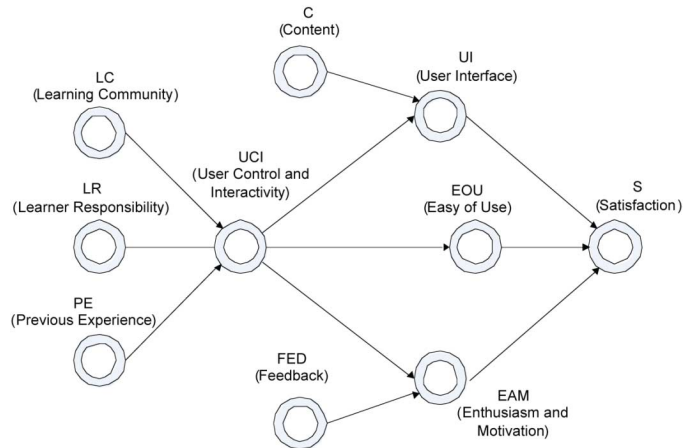 C
(Content)
UI
(User Interface)
LC
(Learning Community)
UCI
(User Control and
Interactivity)
LR
(Learner Responsibility)
EOU
(Easy of Use)
S
(Satisfaction)
PE
(Previous Experience)
FED
(Feedback)
EAM
(Enthusiasm and
Motivation)